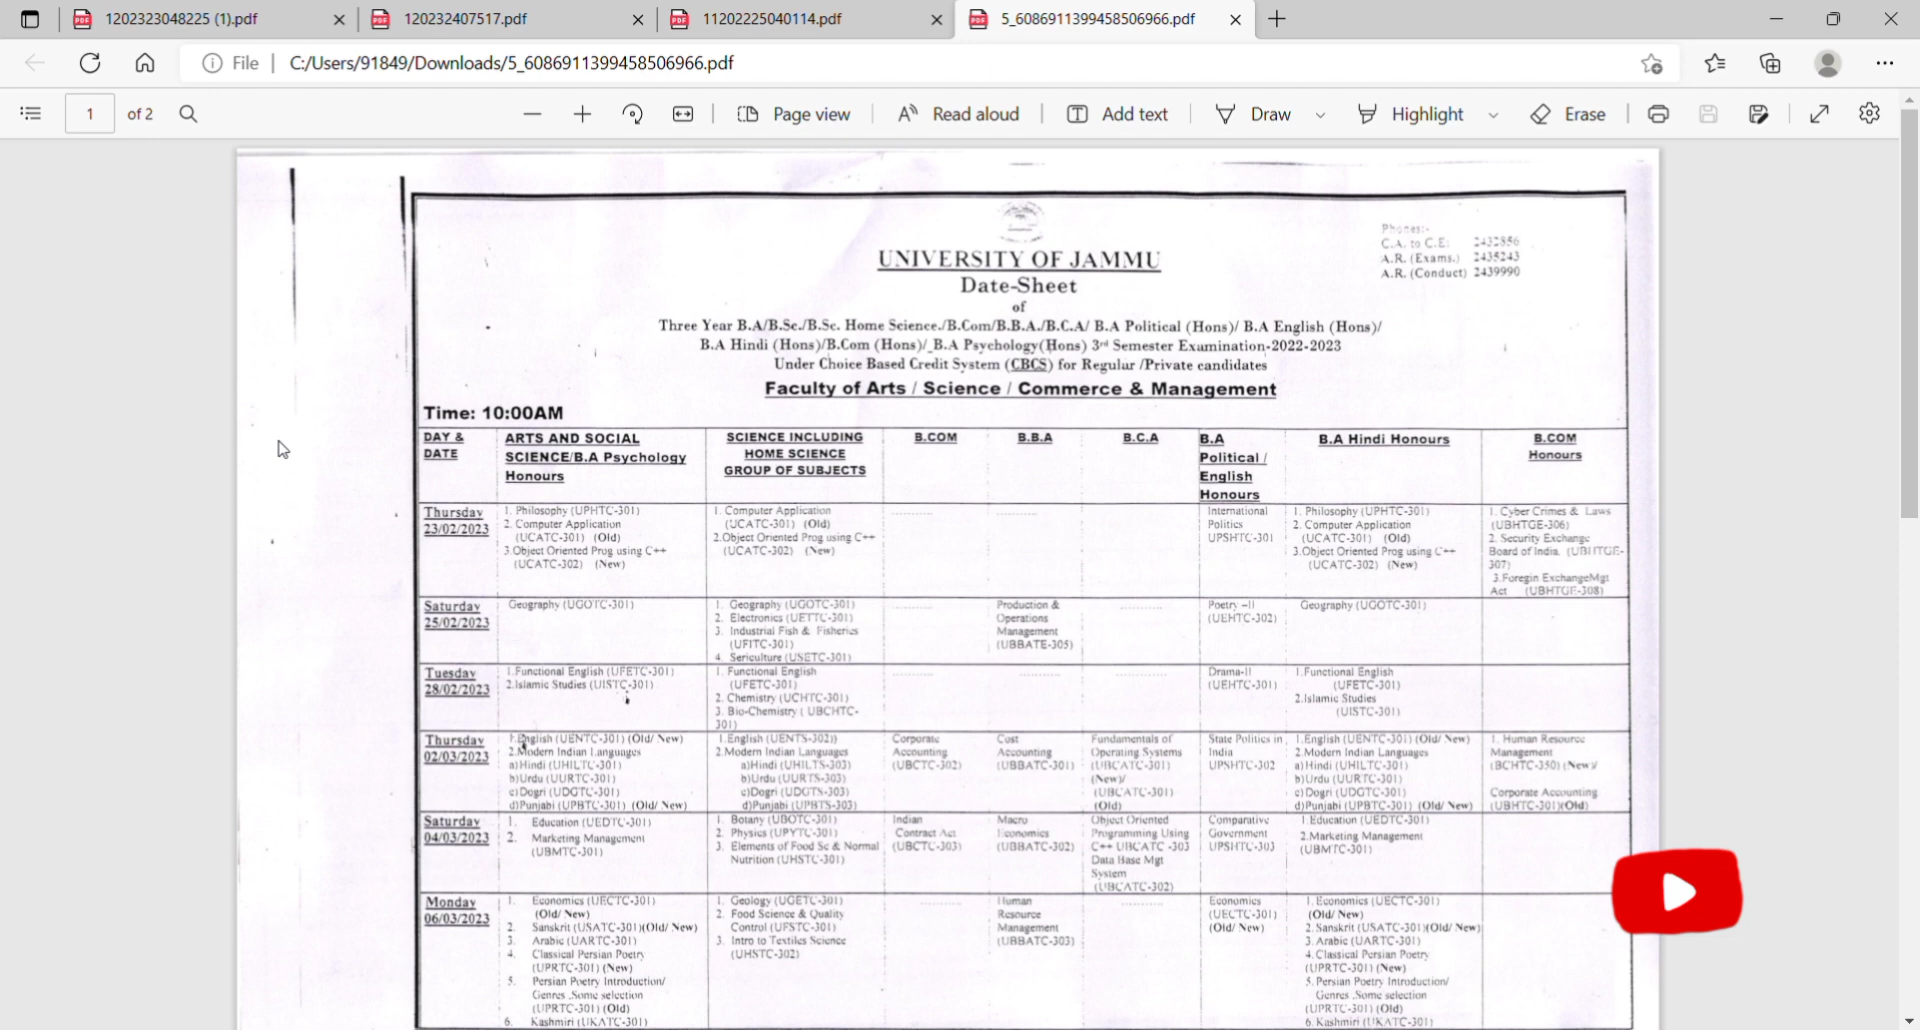 1202323048225 (1).pdf
120232407517.pdf
11202225040114.pdf
5_6086911399458506966.pdf
File
C:/Users/91849/Downloads/5_6086911399458506966.pdf
1 of 2
Page view
Read aloud
Add text
Draw
Highlight
Erase
Phones:-
C.A. to C.E: 2432856
A.R. (Exams.) 2435243
A.R. (Conduct) 2439990
UNIVERSITY OF JAMMU
Date-Sheet
of
Three Year B.A/B.Sc./B.Sc. Home Science./B.Com/B.B.A./B.C.A/ B.A Political (Hons)/ B.A English (Hons)/
B.A Hindi (Hons)/B.Com (Hons)/_B.A Psychology(Hons) 3rd Semester Examination-2022-2023
Under Choice Based Credit System (CBCS) for Regular /Private candidates
Faculty of Arts / Science / Commerce & Management
Time: 10:00AM
DAY &
DATE
ARTS AND SOCIAL
SCIENCE/B.A Psychology
Honours
SCIENCE INCLUDING
HOME SCIENCE
GROUP OF SUBJECTS
B.COM
B.B.A
B.C.A
B.A
Political /
English
Honours
B.A Hindi Honours
B.COM
Honours
Thursday
23/02/2023
1. Philosophy (UPHTC-301)
2. Computer Application
(UCATC-301) (Old)
3.Object Oriented Prog using C++
(UCATC-302) (New)
1. Computer Application
(UCATC-301) (Old)
2.Object Oriented Prog using C++
(UCATC-302) (New)
International
Politics
UPSHTC-301
1. Philosophy (UPHTC-301)
2. Computer Application
(UCATC-301) (Old)
3.Object Oriented Prog using C++
(UCATC-302) (New)
1. Cyber Crimes & Laws
(UBHTGE-306)
2. Security Exchange
Board of India. (UBHTGE-
307)
3.Foregin ExchangeMgt
Act (UBHTGE-308)
Saturday
25/02/2023
Geography (UGOTC-301)
1. Geography (UGOTC-301)
2. Electronics (UETTC-301)
3. Industrial Fish & Fisheries
(UFITC-301)
4. Sericulture (USETC-301)
Production &
Operations
Management
(UBBATE-305)
Poetry -II
(UEHTC-302)
Geography (UGOTC-301)
Tuesday
28/02/2023
1.Functional English (UFETC-301)
2.Islamic Studies (UISTC-301)
1. Functional English
(UFETC-301)
2. Chemistry (UCHTC-301)
3. Bio-Chemistry ( UBCHTC-
301)
Drama-II
(UEHTC-301)
1.Functional English
(UFETC-301)
2.Islamic Studies
(UISTC-301)
Thursday
02/03/2023
1.English (UENTC-301) (Old/ New)
2.Modern Indian Languages
a)Hindi (UHILTC-301)
b)Urdu (UURTC-301)
c)Dogri (UDGTC-301)
d)Punjabi (UPBTC-301) (Old/ New)
1.English (UENTS-302))
2.Modern Indian Languages
a)Hindi (UHILTS-303)
b)Urdu (UURTS-303)
c)Dogri (UDGTS-303)
d)Punjabi (UPBTS-303)
Corporate
Accounting
(UBCTC-302)
Cost
Accounting
(UBBATC-301)
Fundamentals of
Operating Systems
(UBCATC-301)
(New)/
(UBCATC-301)
(Old)
State Politics in
India
UPSHTC-302
1.English (UENTC-301) (Old/ New)
2.Modern Indian Languages
a)Hindi (UHILTC-301)
b)Urdu (UURTC-301)
c)Dogri (UDGTC-301)
d)Punjabi (UPBTC-301) (Old/ New)
1. Human Resource
Management
(BCHTC-350) (New)/
Corporate Accounting
(UBHTC-301)(Old)
Saturday
04/03/2023
1. Education (UEDTC-301)
2. Marketing Management
(UBMTC-301)
1. Botany (UBOTC-301)
2. Physics (UPYTC-301)
3. Elements of Food Sc & Normal
Nutrition (UHSTC-301)
Indian
Contract Act
(UBCTC-303)
Macro
Economics
(UBBATC-302)
Object Oriented
Programming Using
C++ UBCATC -303
Data Base Mgt
System
(UBCATC-302)
Comparative
Government
UPSHTC-303
1.Education (UEDTC-301)
2.Marketing Management
(UBMTC-301)
Monday
06/03/2023
1. Economics (UECTC-301)
(Old/ New)
2. Sanskrit (USATC-301)(Old/ New)
3. Arabic (UARTC-301)
4. Classical Persian Poetry
(UPRTC-301) (New)
5. Persian Poetry Introduction/
Genres .Some selection
(UPRTC-301) (Old)
6. Kashmiri (UKATC-301)
1. Geology (UGETC-301)
2. Food Science & Quality
Control (UFSTC-301)
3. Intro to Textiles Science
(UHSTC-302)
Human
Resource
Management
(UBBATC-303)
Economics
(UECTC-301)
(Old/ New)
1. Economics (UECTC-301)
(Old/ New)
2. Sanskrit (USATC-301)(Old/ New)
3. Arabic (UARTC-301)
4.Classical Persian Poetry
(UPRTC-301) (New)
5. Persian Poetry Introduction/
Genres .Some selection
(UPRTC-301) (Old)
6. Kashmiri (UKATC-301)